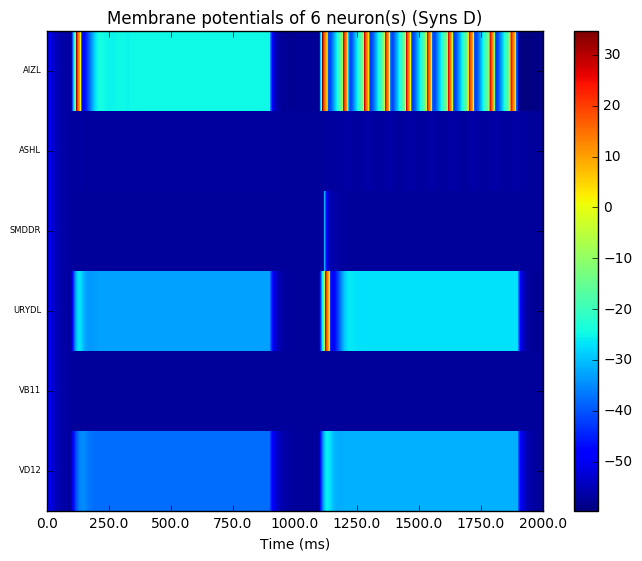 Membrane potentials of 6 neuron(s) (Syns D)
AIZL
ASHL
SMDDR
URYDL
VB11
VD12
0.0 250.0 500.0 750.0 1000.0 1250.0 1500.0 1750.0 2000.0
Time (ms)
30
20
10
0
−10
−20
−30
−40
−50